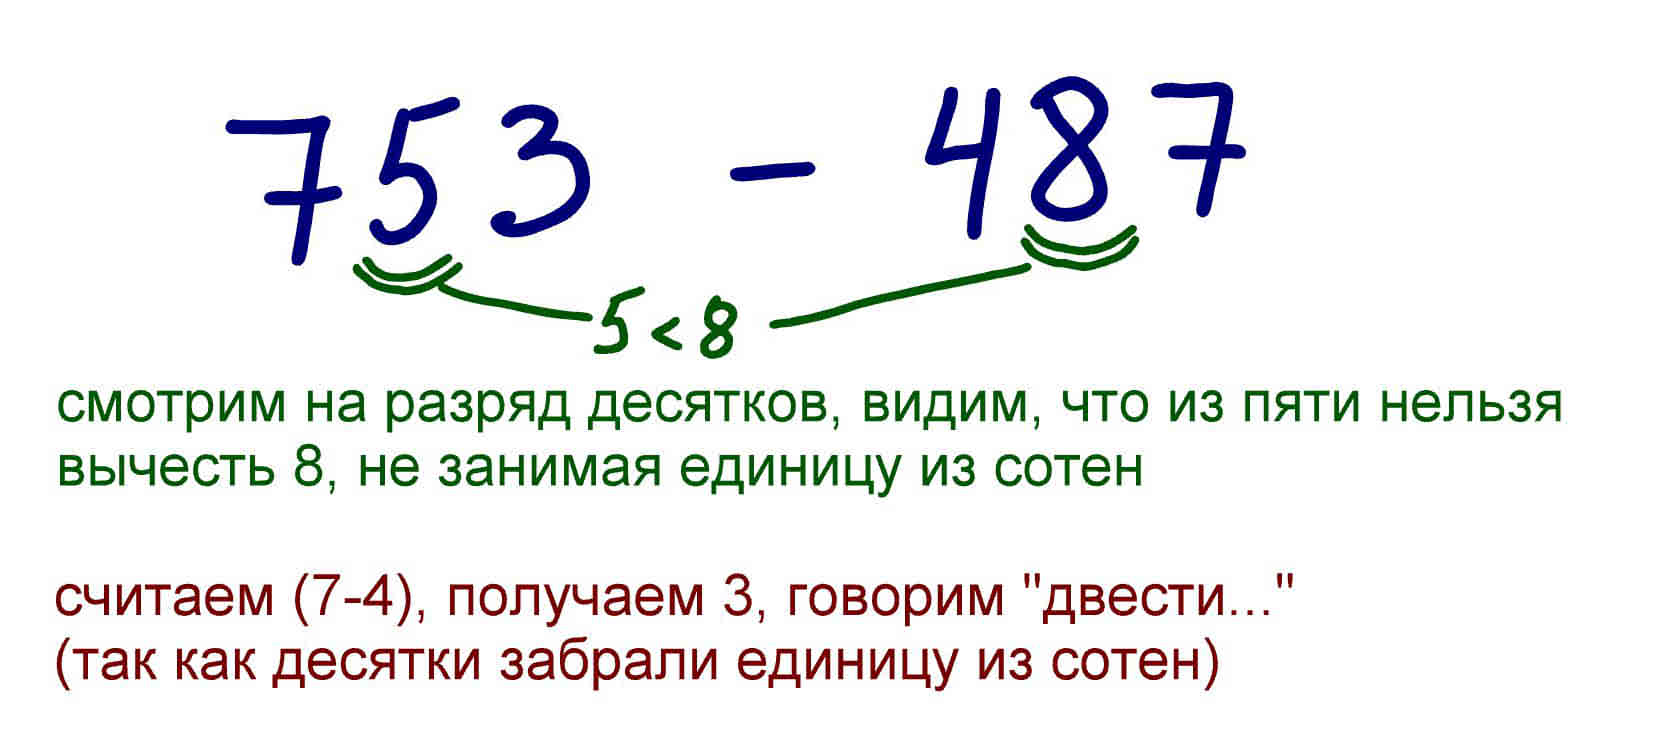 753 - 487
5<8
смотрим на разряд десятков, видим, что из пяти нельзя
вычесть 8, не занимая единицу из сотен
считаем (7-4), получаем 3, говорим "двести..."
(так как десятки забрали единицу из сотен)